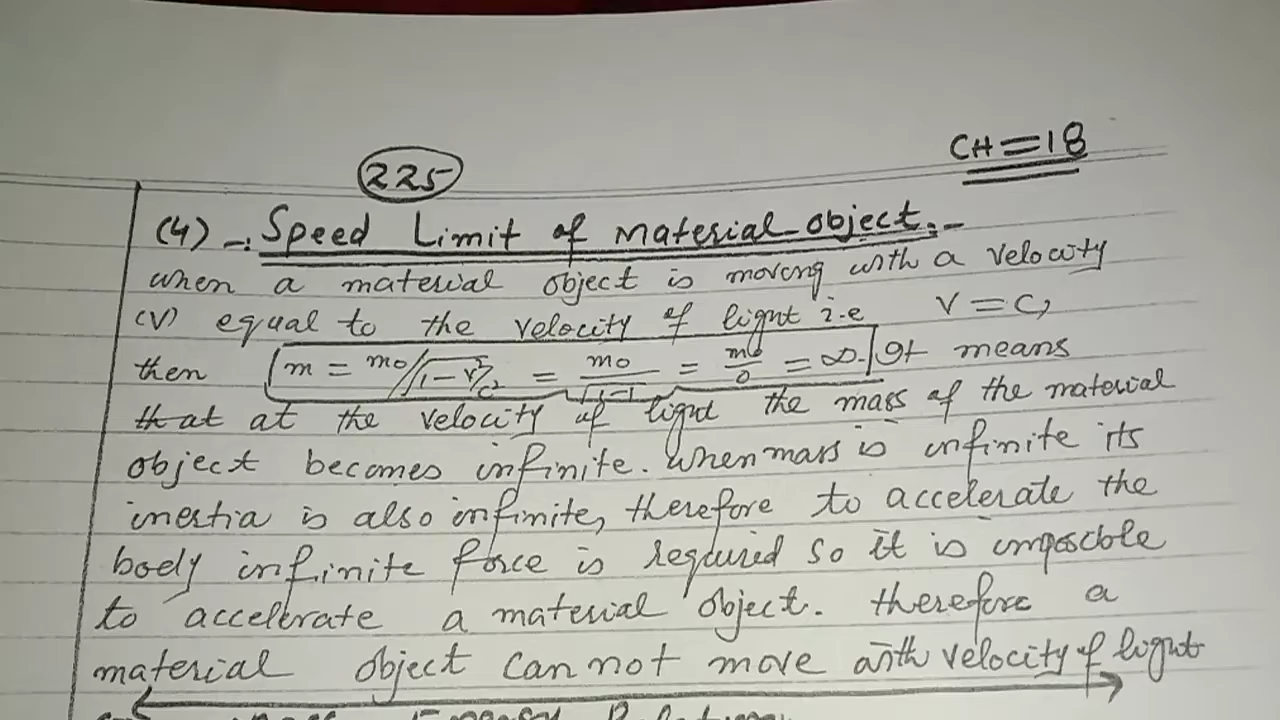 CH=18
225
(4) -: Speed Limit of Material object :-
when a material object is moving with a velocity
(V) equal to the velocity of light i.e V = C,
then m = m0/√1-v²/c² = m0/√1-1 = m0/0 = ∞. It means
that at the velocity of light the mass of the material
object becomes infinite. When mass is infinite its
inertia is also infinite, therefore to accelerate the
body infinite force is required so it is impossible
to accelerate a material object. therefore a
material object can not move with velocity of light